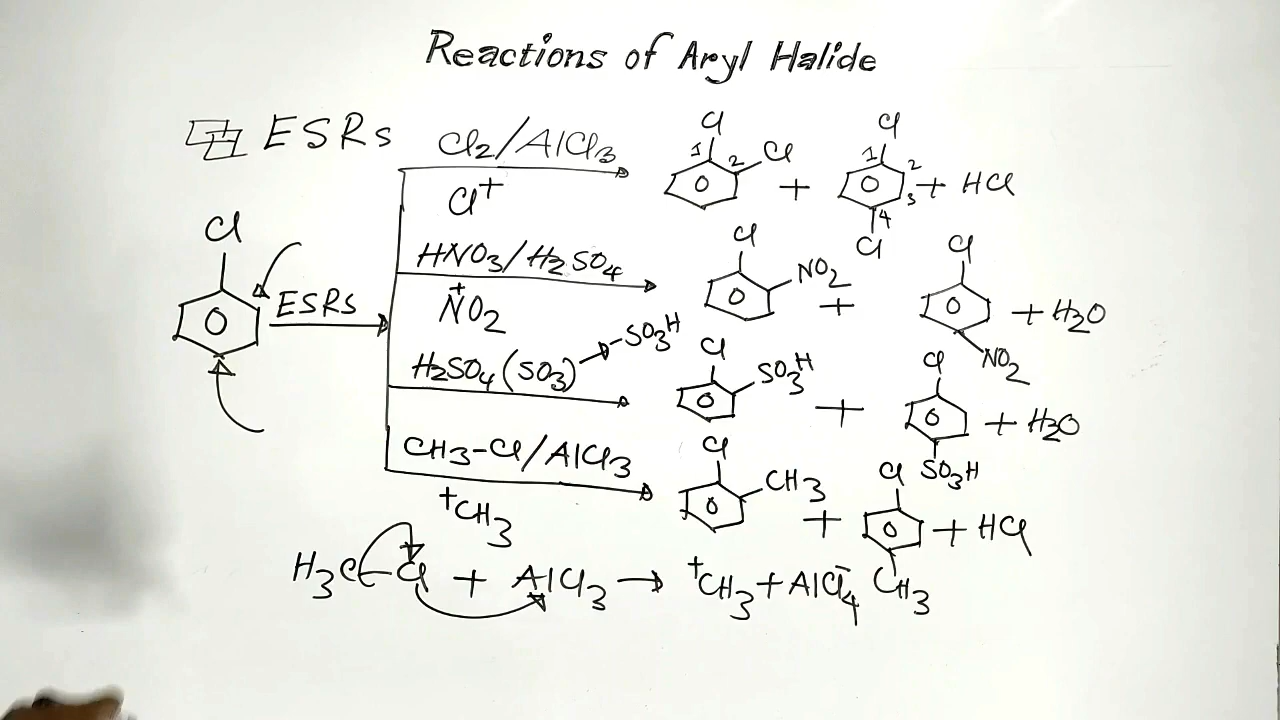 Reactions of Aryl Halide
ESRs
Cl2/AlCl3
Cl+
Cl
1 2 Cl
+
Cl
1 2 3 4
Cl
+ HCl
Cl
ESRs
HNO3/H2SO4
+NO2
Cl
NO2
+
Cl
NO2
+ H2O
H2SO4(SO3) -SO3H
Cl
SO3H
+
Cl
SO3H
+ H2O
CH3-Cl/AlCl3
+CH3
Cl
CH3
+
Cl
CH3
+ HCl
H3C-Cl + AlCl3 → +CH3 + AlCl4-